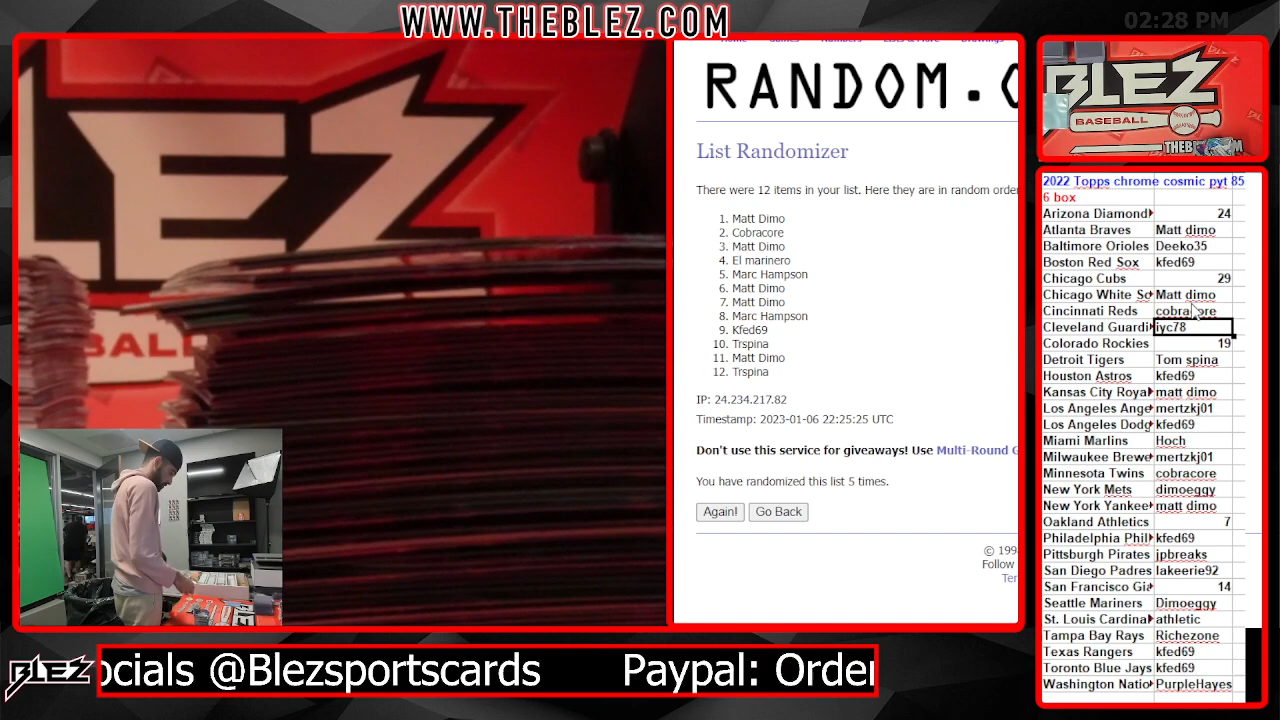 WWW.THEBLEZ.COM
02:28 PM
RANDOM.O
List Randomizer
There were 12 items in your list. Here they are in random order
1. Matt Dimo
2. Cobracore
3. Matt Dimo
4. El marinero
5. Marc Hampson
6. Matt Dimo
7. Matt Dimo
8. Marc Hampson
9. Kfed69
10. Trspina
11. Matt Dimo
12. Trspina
IP: 24.234.217.82
Timestamp: 2023-01-06 22:25:25 UTC
Don't use this service for giveaways! Use Multi-Round G
You have randomized this list 5 times.
Again! Go Back
© 199
Follow
Ter
BLEZ
BASEBALL
THEB
2022 Topps chrome cosmic pyt 85
6 box
Arizona Diamond 24
Atlanta Braves Matt dimo
Baltimore Orioles Deeko35
Boston Red Sox kfed69
Chicago Cubs 29
Chicago White So Matt dimo
Cincinnati Reds cobracore
Cleveland Guardi iyc78
Colorado Rockies 19
Detroit Tigers Tom spina
Houston Astros kfed69
Kansas City Roya matt dimo
Los Angeles Ange mertzkj01
Los Angeles Dodg kfed69
Miami Marlins Hoch
Milwaukee Brewe mertzkj01
Minnesota Twins cobracore
New York Mets dimoeggy
New York Yankee matt dimo
Oakland Athletics 7
Philadelphia Phil kfed69
Pittsburgh Pirates jpbreaks
San Diego Padres lakeerie92
San Francisco Gia 14
Seattle Mariners Dimoeggy
St. Louis Cardina athletic
Tampa Bay Rays Richezone
Texas Rangers kfed69
Toronto Blue Jays kfed69
Washington Natio PurpleHayes
LEZ
BALL
BLEZ
ocials @Blezsportscards Paypal: Order